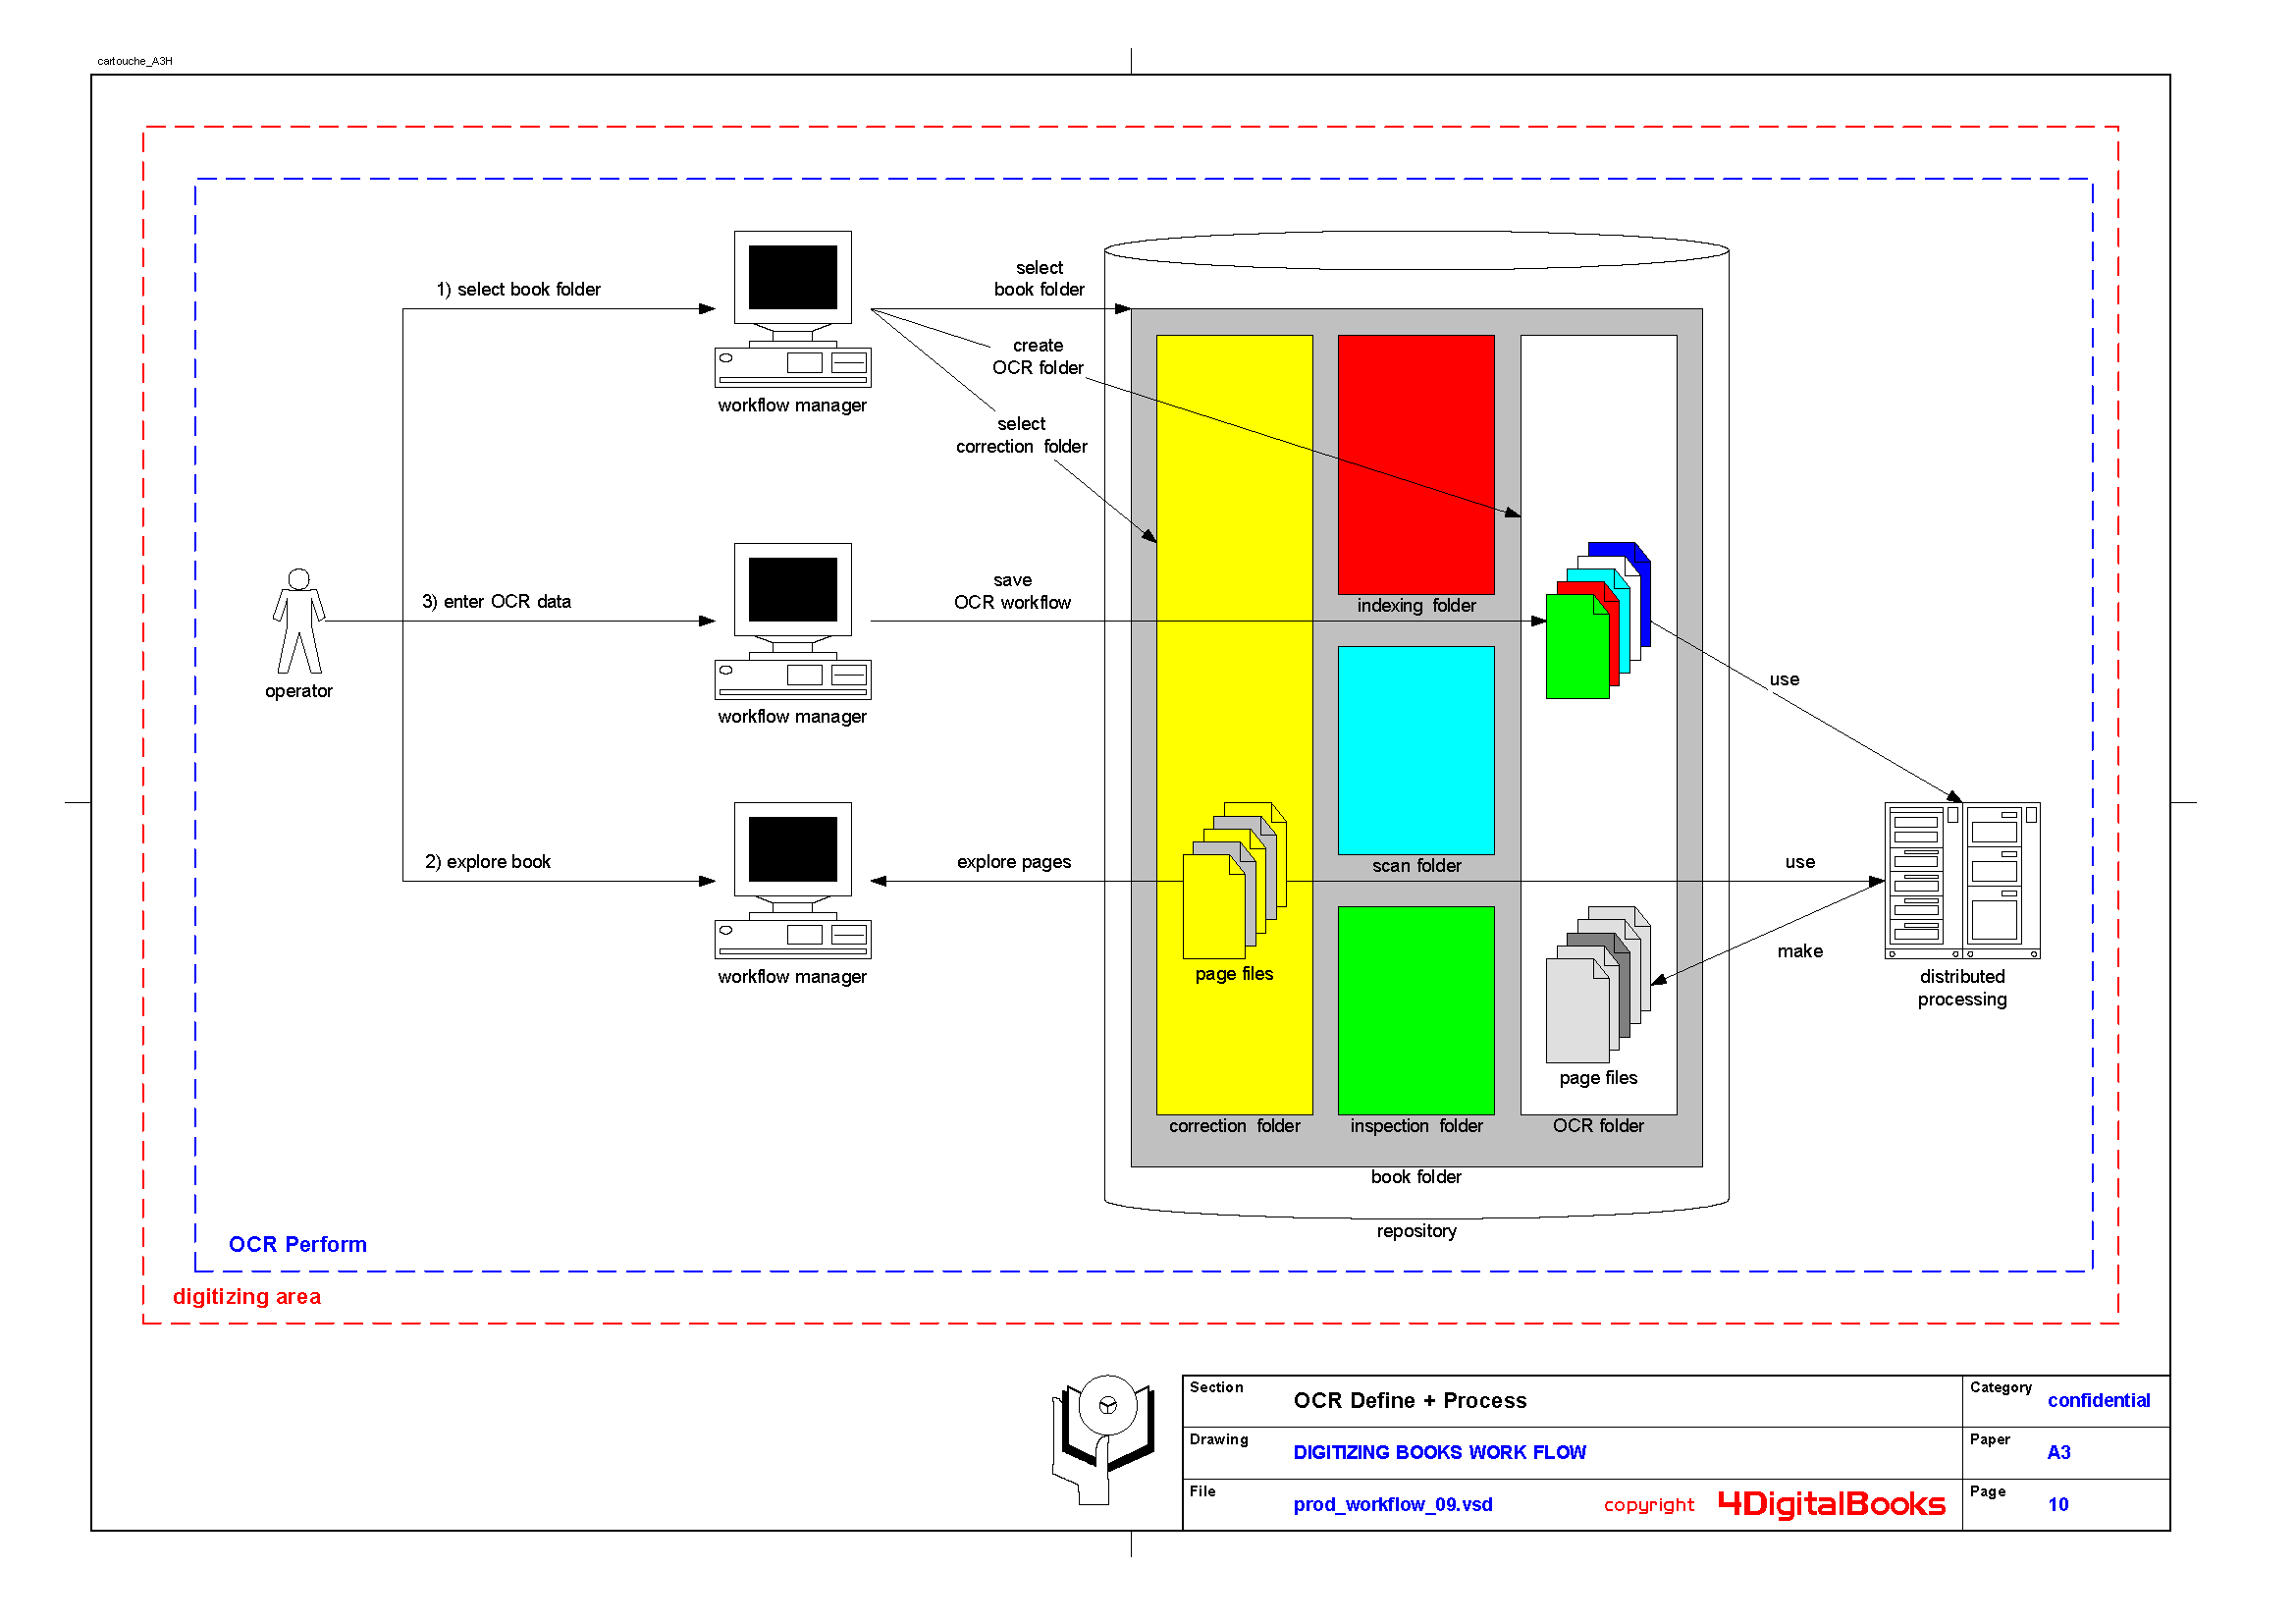 cartouche_A3H
select
book folder
1) select book folder
create
OCR folder
workflow manager
select
correction folder
save
OCR workflow
3) enter OCR data
indexing folder
use
operator
workflow manager
2) explore book
explore pages
scan folder
use
make
page files
workflow manager
distributed
processing
page files
correction folder
inspection folder
OCR folder
book folder
repository
OCR Perform
digitizing area
Section
OCR Define + Process
Category
confidential
Drawing
DIGITIZING BOOKS WORK FLOW
Paper
A3
File
prod_workflow_09.vsd
copyright 4DigitalBooks
Page
10